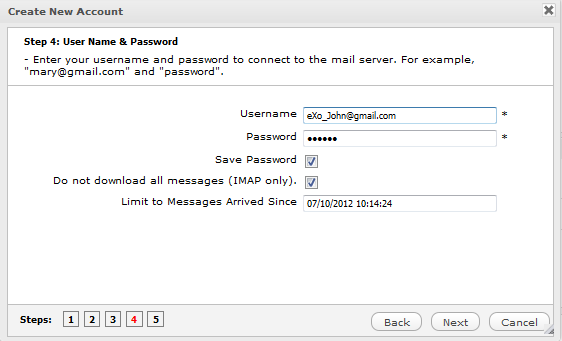 Create New Account
Step 4: User Name & Password
- Enter your username and password to connect to the mail server. For example,
"mary@gmail.com" and "password".
Username eXo_John@gmail.com *
Password •••••• *
Save Password
Do not download all messages (IMAP only).
Limit to Messages Arrived Since 07/10/2012 10:14:24
Steps: 1 2 3 4 5 Back Next Cancel